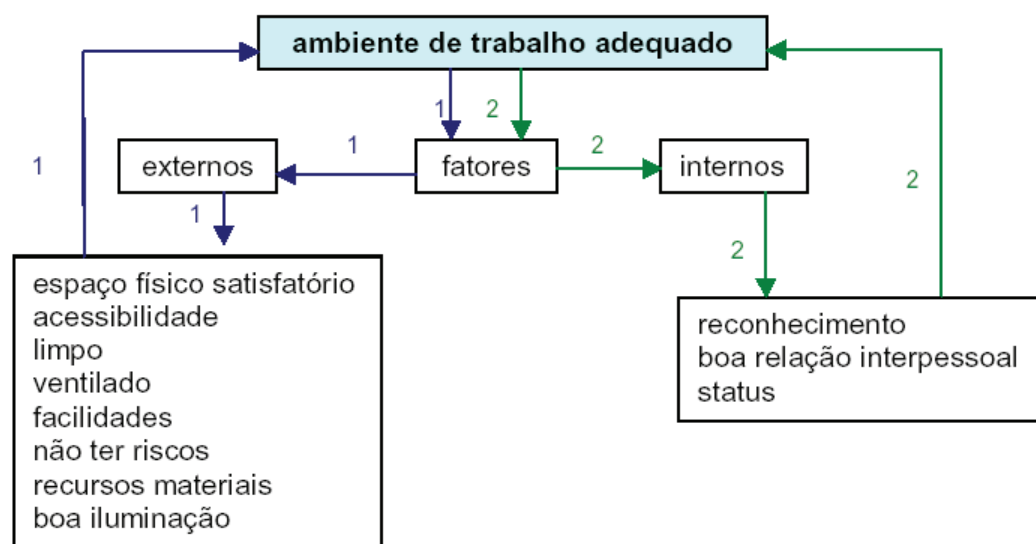 ambiente de trabalho adequado
1
2
1
externos
1
fatores
2
internos
2
1
2
espaço físico satisfatório
acessibilidade
limpo
ventilado
facilidades
não ter riscos
recursos materiais
boa iluminação
reconhecimento
boa relação interpessoal
status